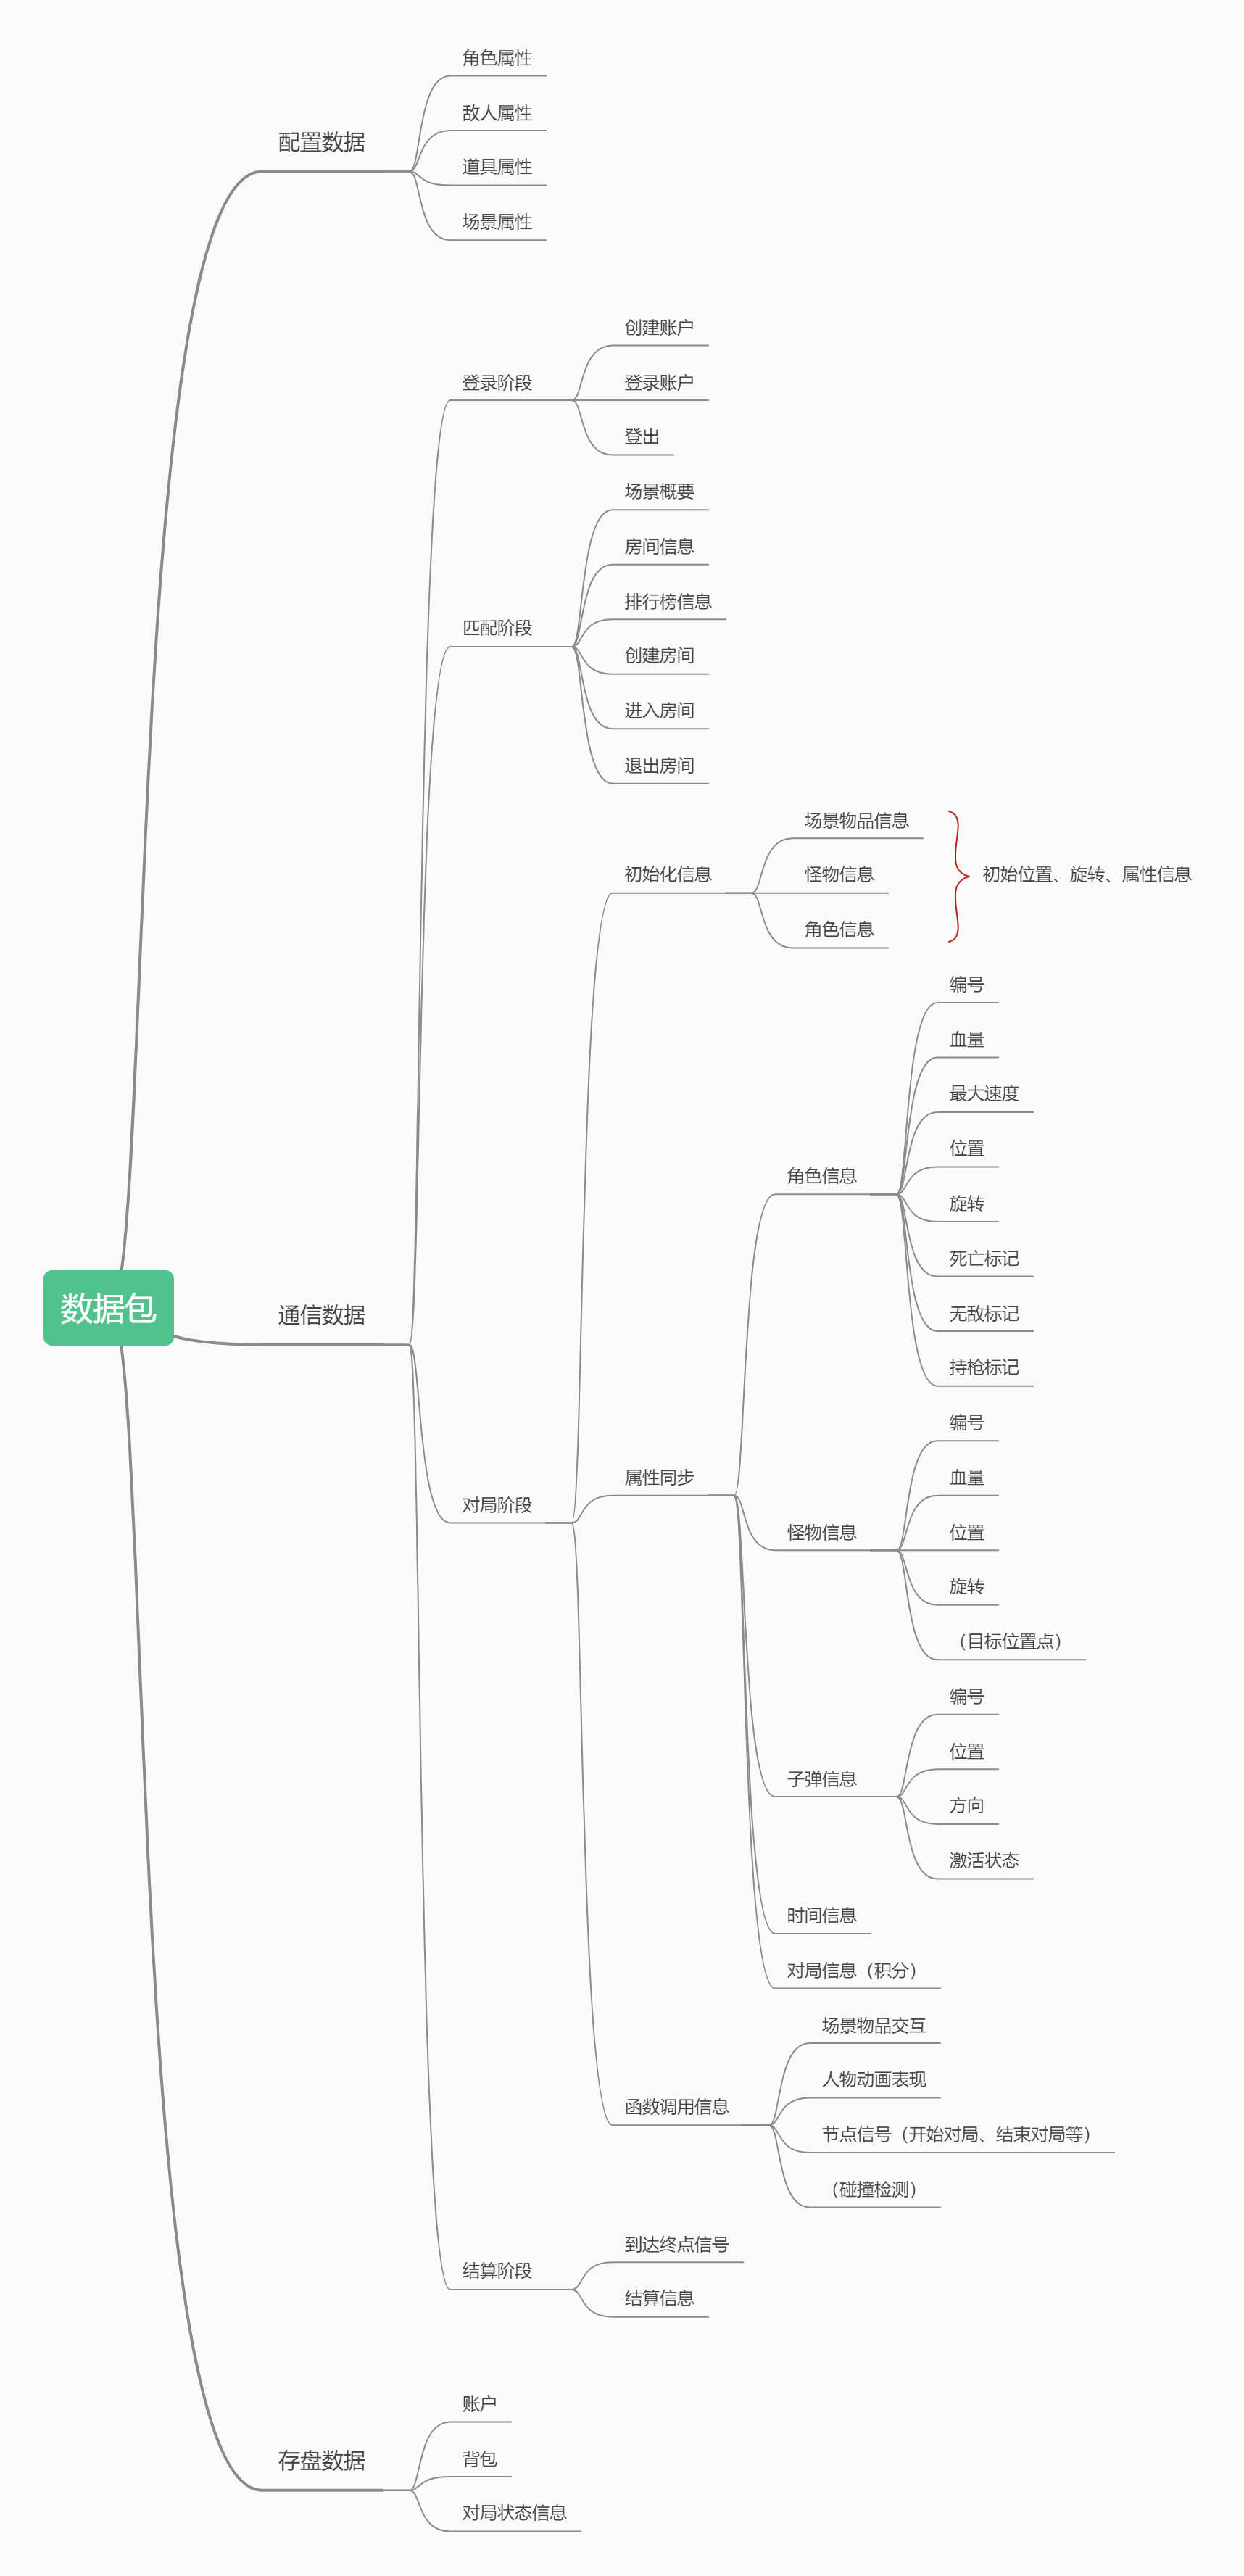 数据包
配置数据
角色属性
敌人属性
道具属性
场景属性
通信数据
登录阶段
创建账户
登录账户
登出
匹配阶段
场景概要
房间信息
排行榜信息
创建房间
进入房间
退出房间
对局阶段
初始化信息
场景物品信息
怪物信息
角色信息
初始位置、旋转、属性信息
属性同步
角色信息
编号
血量
最大速度
位置
旋转
死亡标记
无敌标记
持枪标记
怪物信息
编号
血量
位置
旋转
（目标位置点）
子弹信息
编号
位置
方向
激活状态
时间信息
对局信息（积分）
函数调用信息
场景物品交互
人物动画表现
节点信号（开始对局、结束对局等）
（碰撞检测）
结算阶段
到达终点信号
结算信息
存盘数据
账户
背包
对局状态信息